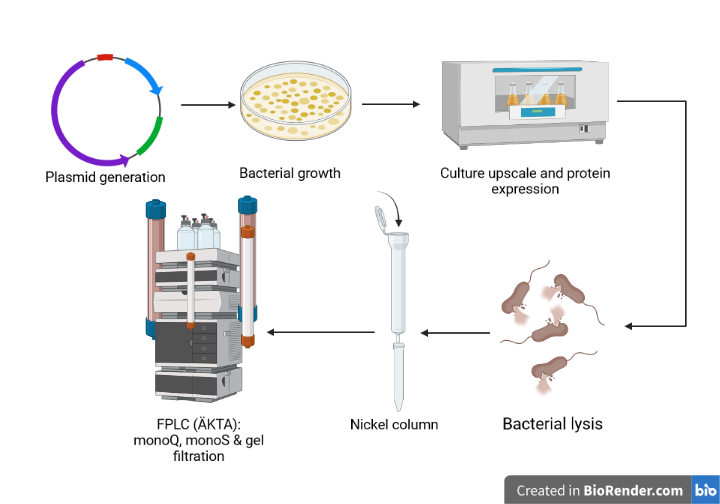 Plasmid generation
Bacterial growth
Culture upscale and protein
expression
FPLC (ÄKTA):
monoQ, monoS & gel
filtration
Nickel column
Bacterial lysis
Created in BioRender.com bio